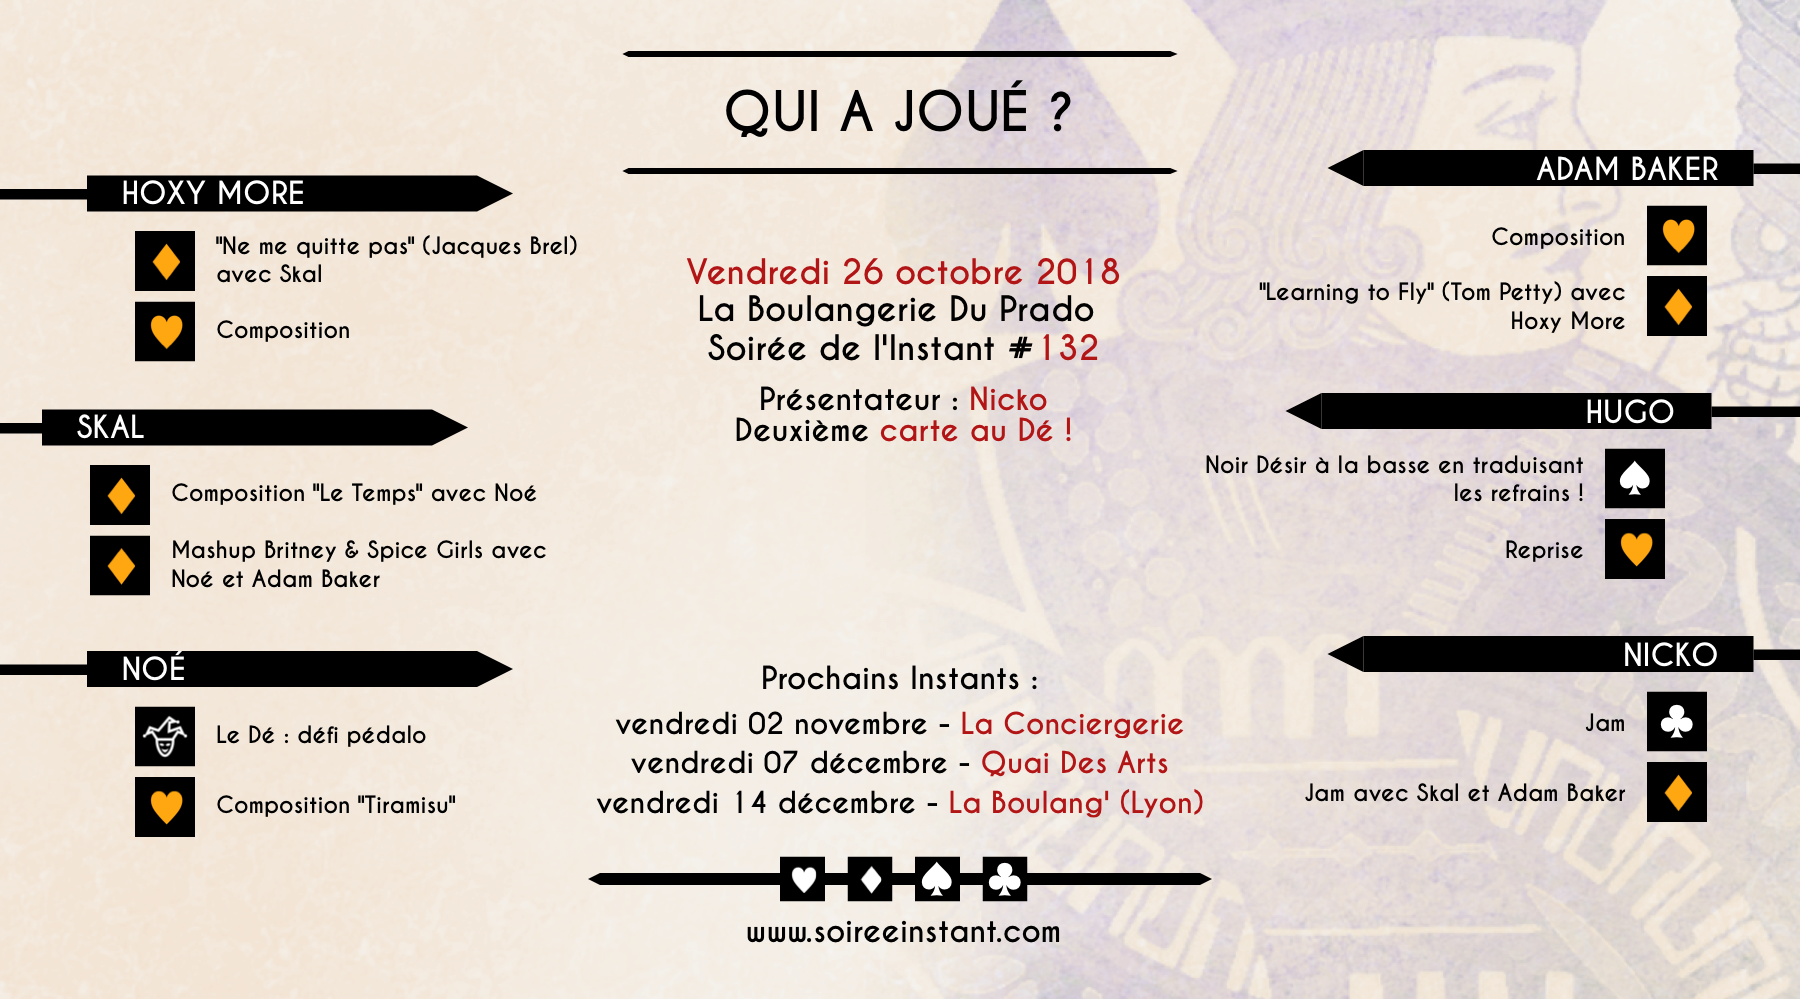 QUI A JOUÉ ?
HOXY MORE
"Ne me quitte pas" (Jacques Brel)
avec Skal
Composition
SKAL
Composition "Le Temps" avec Noé
Mashup Britney & Spice Girls avec
Noé et Adam Baker
NOÉ
Le Dé : défi pédalo
Composition "Tiramisu"
Vendredi 26 octobre 2018
La Boulangerie Du Prado
Soirée de l'Instant #132
Présentateur : Nicko
Deuxième carte au Dé !
Prochains Instants :
vendredi 02 novembre - La Conciergerie
vendredi 07 décembre - Quai Des Arts
vendredi 14 décembre - La Boulang' (Lyon)
www.soireeinstant.com
ADAM BAKER
Composition
"Learning to Fly" (Tom Petty) avec
Hoxy More
HUGO
Noir Désir à la basse en traduisant
les refrains !
Reprise
NICKO
Jam
Jam avec Skal et Adam Baker